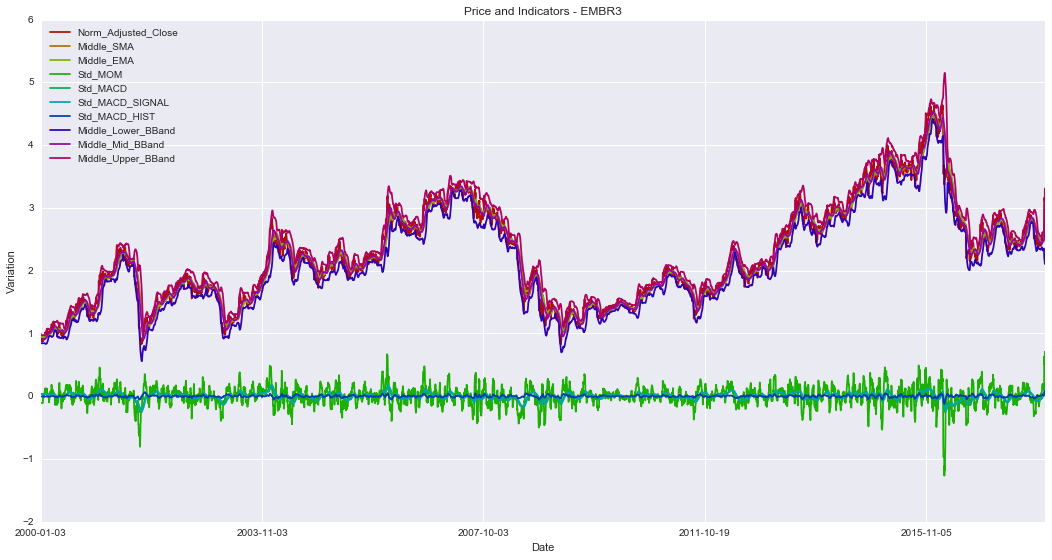 Price and Indicators - EMBR3
6
5
4
3
2
1
0
−1
−2
Variation
Norm_Adjusted_Close
Middle_SMA
Middle_EMA
Std_MOM
Std_MACD
Std_MACD_SIGNAL
Std_MACD_HIST
Middle_Lower_BBand
Middle_Mid_BBand
Middle_Upper_BBand
2000-01-03 2003-11-03 2007-10-03 2011-10-19 2015-11-05
Date